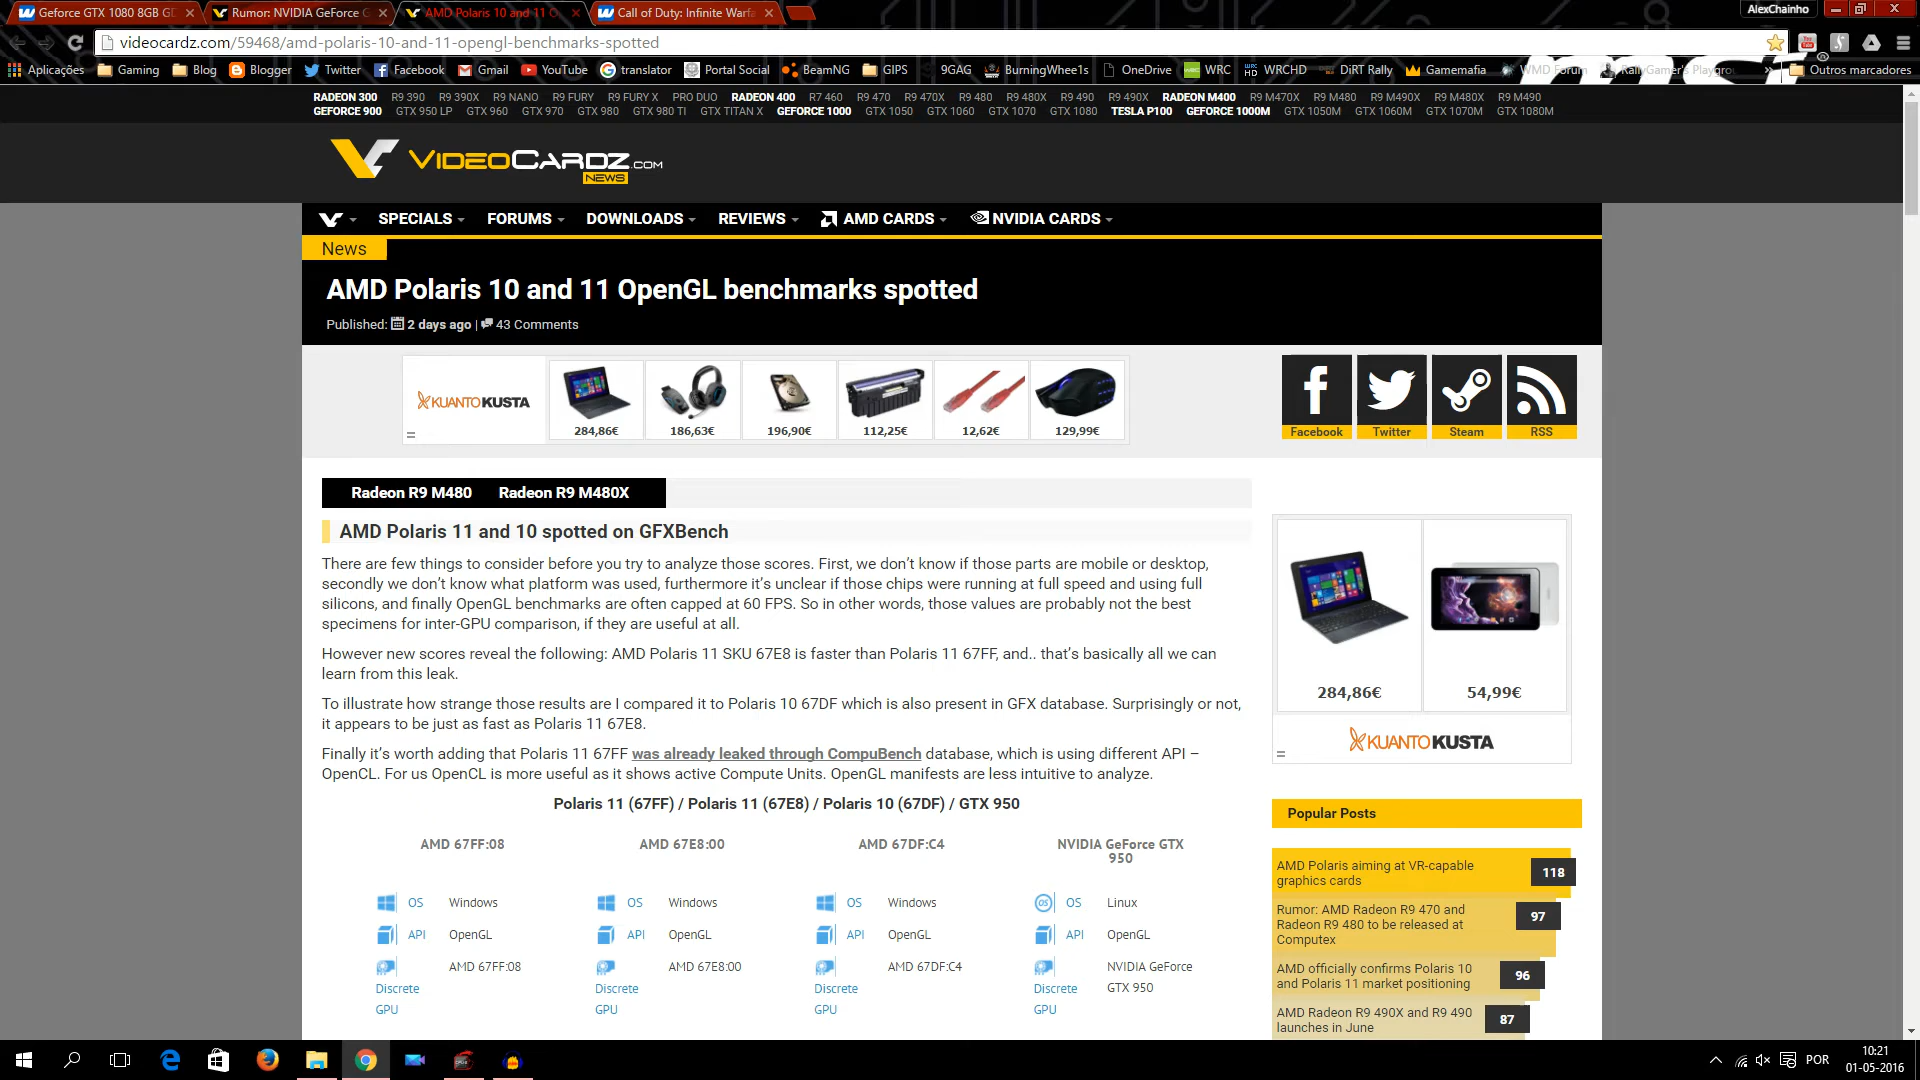 Geforce GTX 1080 8GB GD
Rumor: NVIDIA GeForce G
AMD Polaris 10 and 11 O
Call of Duty: Infinite Warfa
AlexChainho
videocardz.com/59468/amd-polaris-10-and-11-opengl-benchmarks-spotted
Aplicações Gaming Blog Blogger Twitter Facebook Gmail YouTube translator Portal Social BeamNG GIPS 9GAG BurningWhee1s OneDrive WRC WRCHD DiRT Rally Gamemafia WMD Forum RallyGamer's Playgro » Outros marcadores
RADEON 300 R9 390 R9 390X R9 NANO R9 FURY R9 FURY X PRO DUO RADEON 400 R7 460 R9 470 R9 470X R9 480 R9 480X R9 490 R9 490X RADEON M400 R9 M470X R9 M480 R9 M490X R9 M480X R9 M490
GEFORCE 900 GTX 950 LP GTX 960 GTX 970 GTX 980 GTX 980 TI GTX TITAN X GEFORCE 1000 GTX 1050 GTX 1060 GTX 1070 GTX 1080 TESLA P100 GEFORCE 1000M GTX 1050M GTX 1060M GTX 1070M GTX 1080M
VIDEOCARDZ.COM
NEWS
SPECIALS FORUMS DOWNLOADS REVIEWS AMD CARDS NVIDIA CARDS
News
AMD Polaris 10 and 11 OpenGL benchmarks spotted
Published: 2 days ago | 43 Comments
KUANTOKUSTA
284,86€ 186,63€ 196,90€ 112,25€ 12,62€ 129,99€
Facebook Twitter Steam RSS
Radeon R9 M480 Radeon R9 M480X
AMD Polaris 11 and 10 spotted on GFXBench
There are few things to consider before you try to analyze those scores. First, we don't know if those parts are mobile or desktop,
secondly we don't know what platform was used, furthermore it's unclear if those chips were running at full speed and using full
silicons, and finally OpenGL benchmarks are often capped at 60 FPS. So in other words, those values are probably not the best
specimens for inter-GPU comparison, if they are useful at all.
However new scores reveal the following: AMD Polaris 11 SKU 67E8 is faster than Polaris 11 67FF, and.. that's basically all we can
learn from this leak.
To illustrate how strange those results are I compared it to Polaris 10 67DF which is also present in GFX database. Surprisingly or not,
it appears to be just as fast as Polaris 11 67E8.
Finally it's worth adding that Polaris 11 67FF was already leaked through CompuBench database, which is using different API –
OpenCL. For us OpenCL is more useful as it shows active Compute Units. OpenGL manifests are less intuitive to analyze.
Polaris 11 (67FF) / Polaris 11 (67E8) / Polaris 10 (67DF) / GTX 950
AMD 67FF:08 AMD 67E8:00 AMD 67DF:C4 NVIDIA GeForce GTX
950
OS Windows OS Windows OS Windows OS Linux
API OpenGL API OpenGL API OpenGL API OpenGL
AMD 67FF:08 AMD 67E8:00 AMD 67DF:C4 NVIDIA GeForce
Discrete Discrete Discrete Discrete GTX 950
GPU GPU GPU GPU
284,86€ 54,99€
KUANTOKUSTA
Popular Posts
AMD Polaris aiming at VR-capable
graphics cards
118
Rumor: AMD Radeon R9 470 and
Radeon R9 480 to be released at
Computex
97
AMD officially confirms Polaris 10
and Polaris 11 market positioning
96
AMD Radeon R9 490X and R9 490
launches in June
87
POR
10:21
01-05-2016